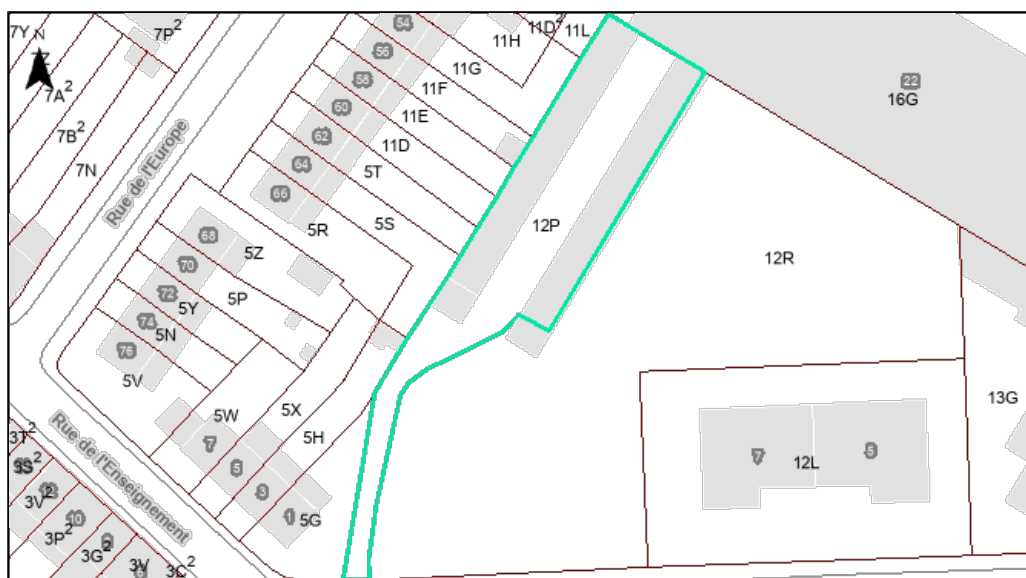 7Y
N
7P²
54
11H
11D²
11L
56
11G
58
11F
22
16G
7A²
60
11E
7B²
62
11D
7N
64
5T
Rue de l'Europe
66
5R
5S
12P
68
5Z
12R
70
5P
72
5Y
74
5N
76
5V
5W
5X
5H
13G
7
5
3
1
5G
7
12L
5
Rue de l'Enseignement
3T²
3S²
3V²
10
3P²
3G²
3V
3C²